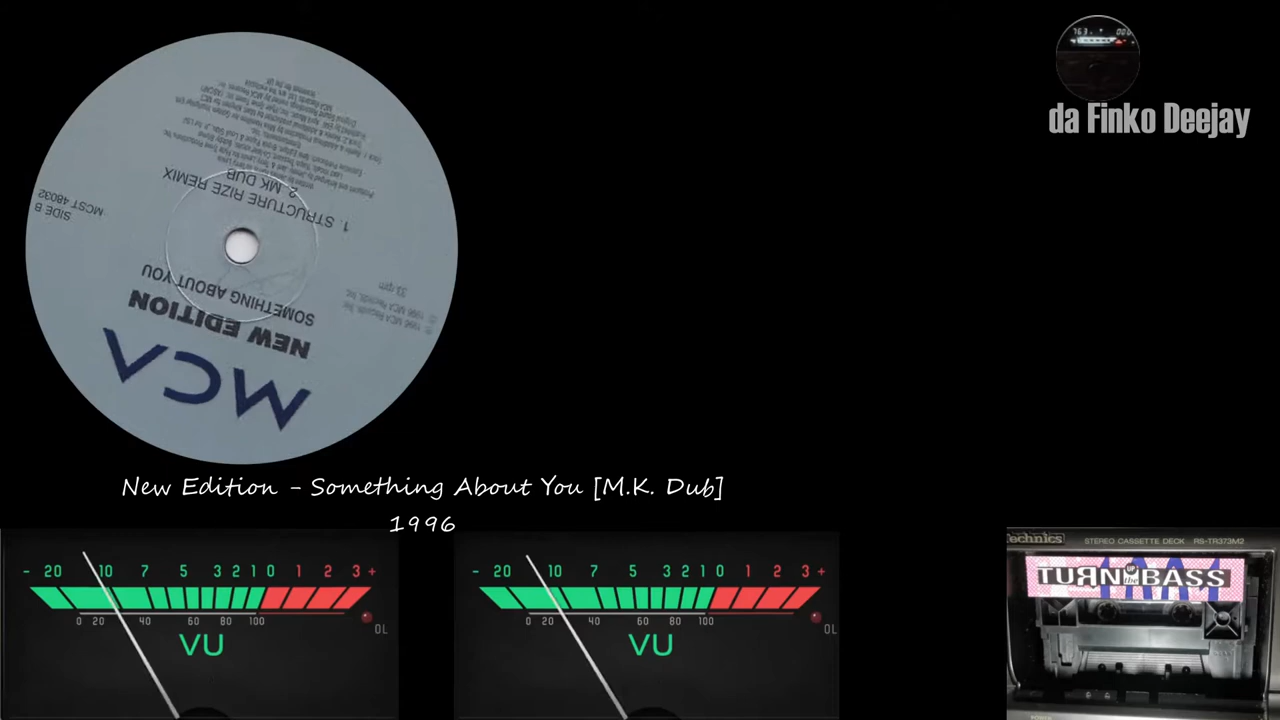 763 006
da Finko Deejay
MCA
NEW EDITION
SOMETHING ABOUT YOU
33 rpm
SIDE B
MCST 48032
1. STRUCTURE RIZE REMIX
2. MK DUB
New Edition - Something About You [M.K. Dub]
1996
- 20 10 7 5 3 2 1 0 1 2 3 +
0 20 40 60 80 100
VU
OL
- 20 10 7 5 3 2 1 0 1 2 3 +
0 20 40 60 80 100
VU
OL
Technics STEREO CASSETTE DECK RS-TR373M2
TURN UP the BASS
POWER